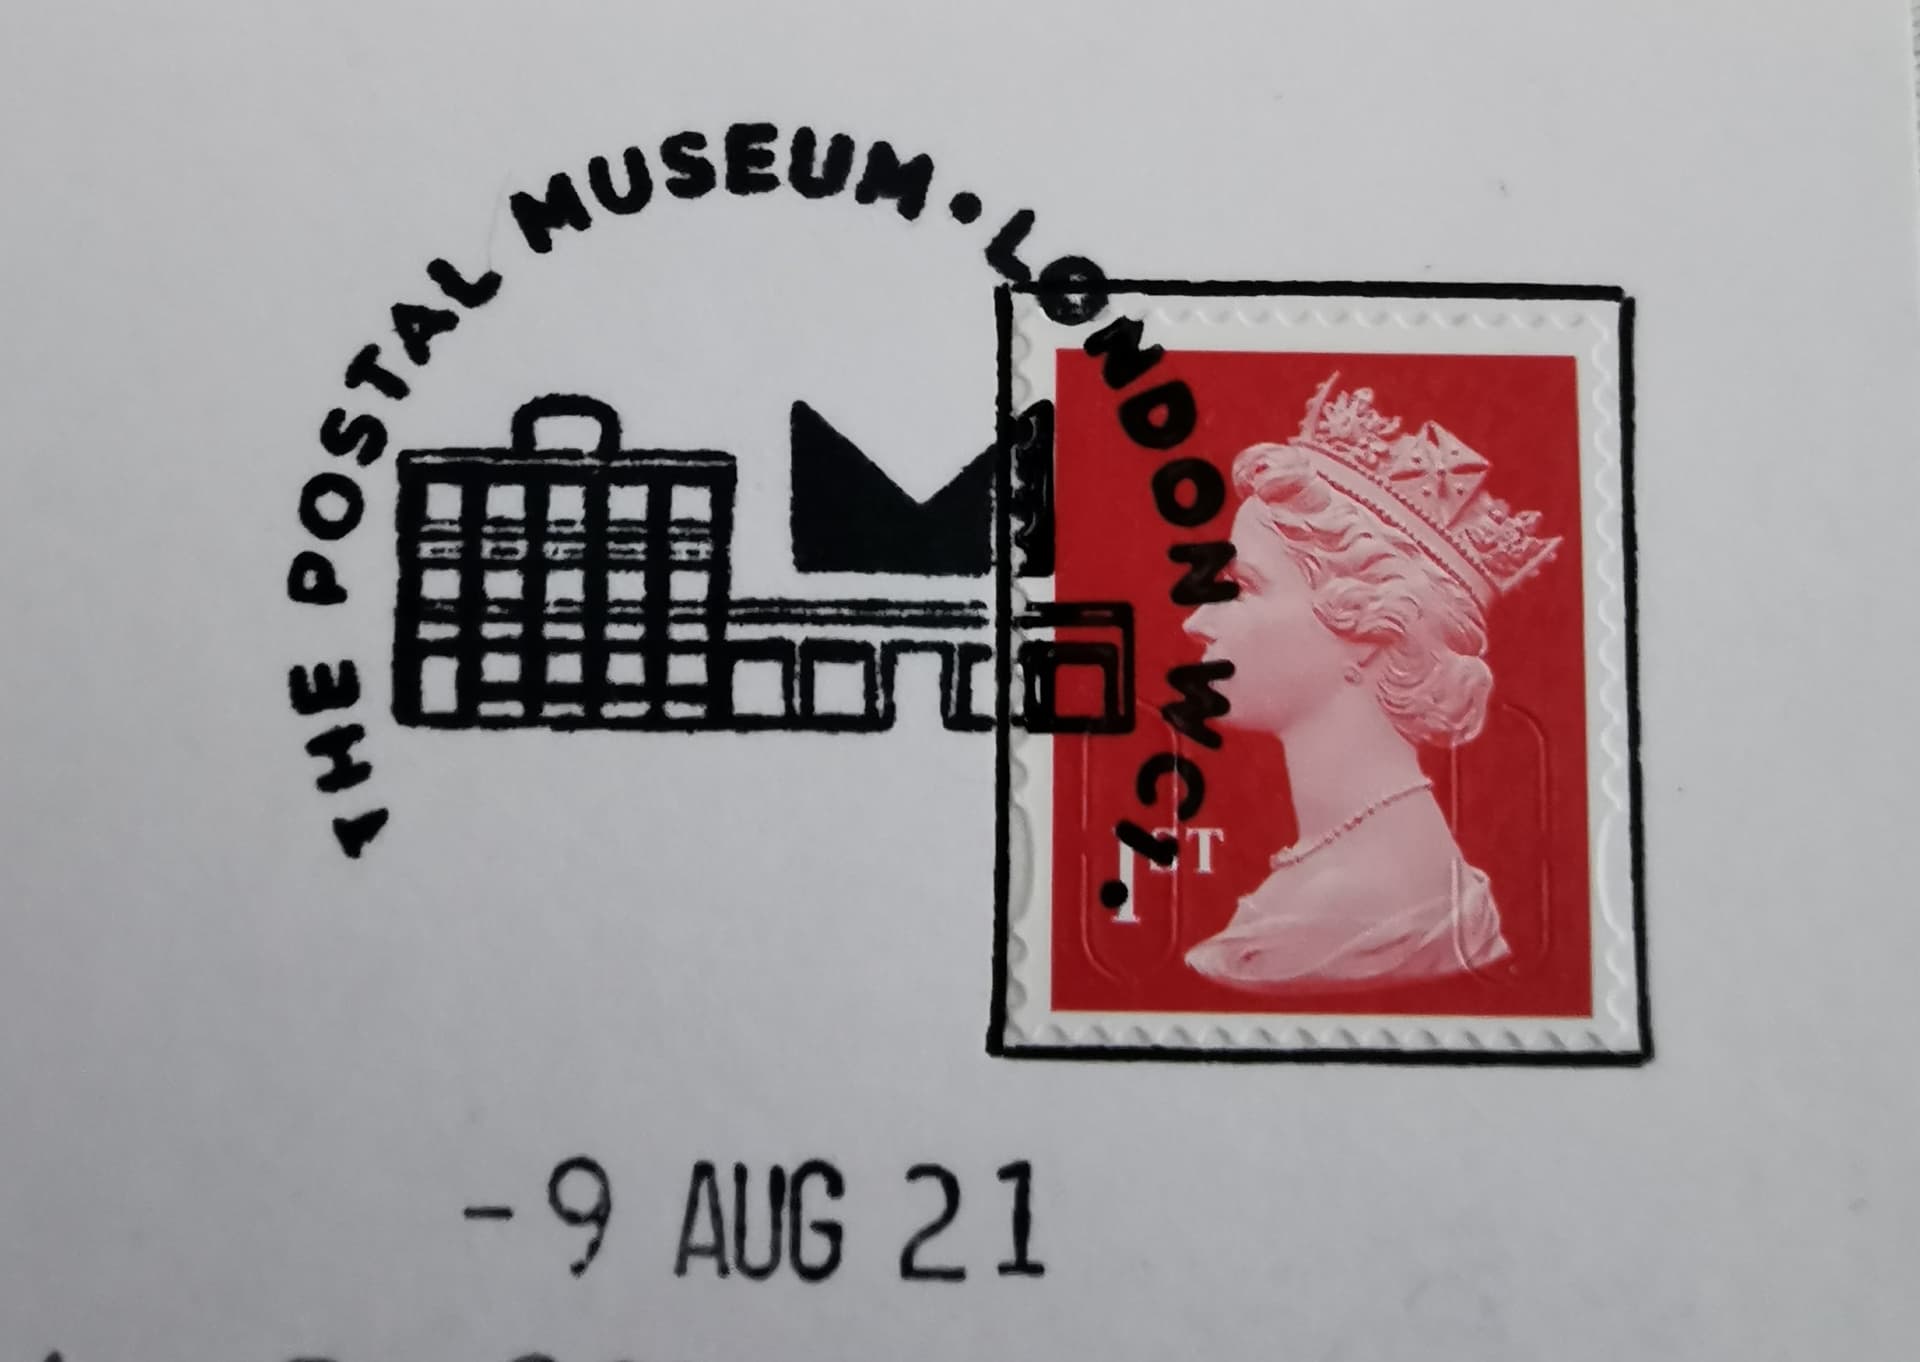 THE POSTAL MUSEUM • LONDON WC1 •
1ST
-9 AUG 21